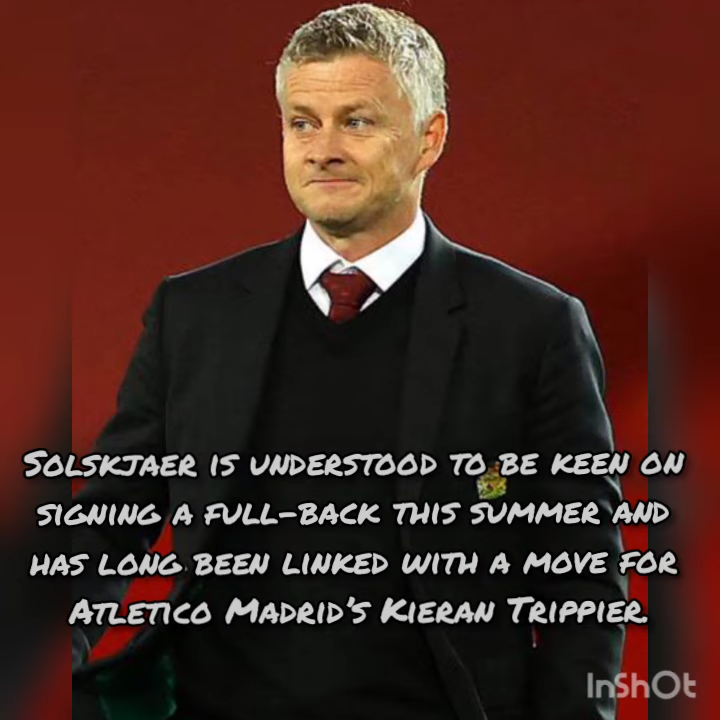 Solskjaer is understood to be keen on
signing a full-back this summer and
has long been linked with a move for
Atletico Madrid's Kieran Trippier.
InShOt